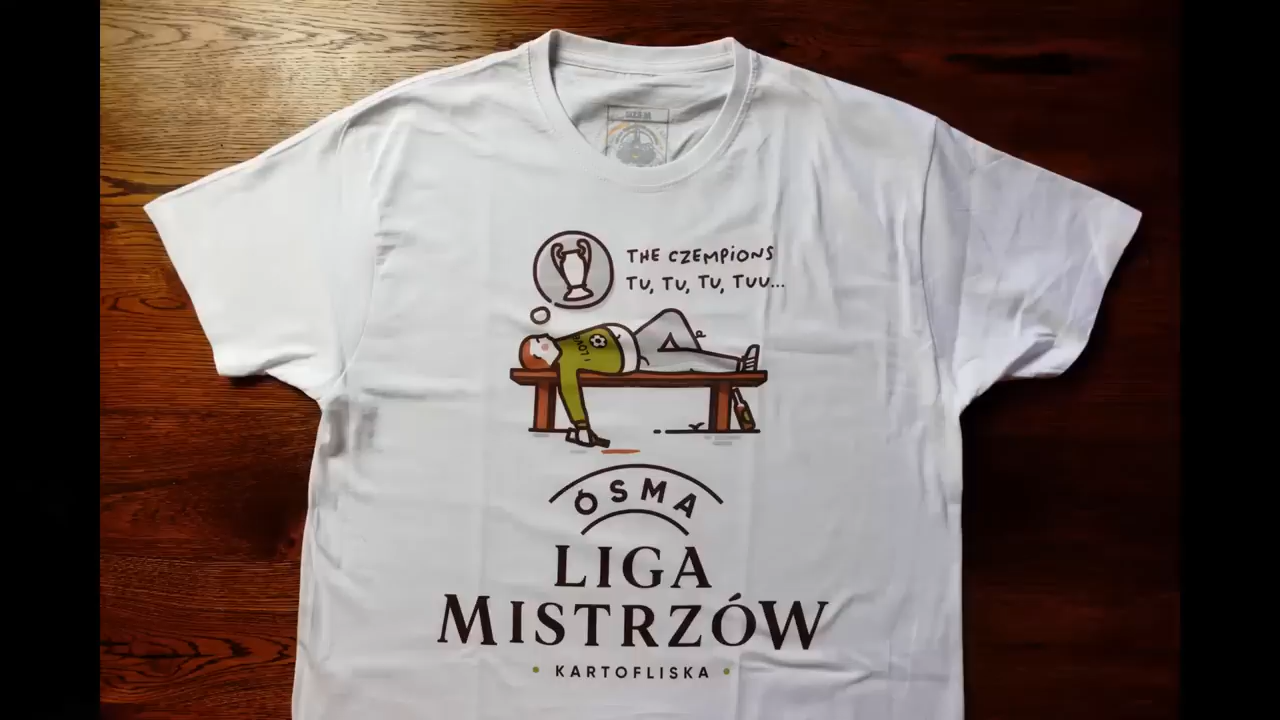 THE CZEMPiONS
TU, TU, TU, TUU...
ÓSMA
LIGA
MISTRZÓW
• KARTOFLISKA •